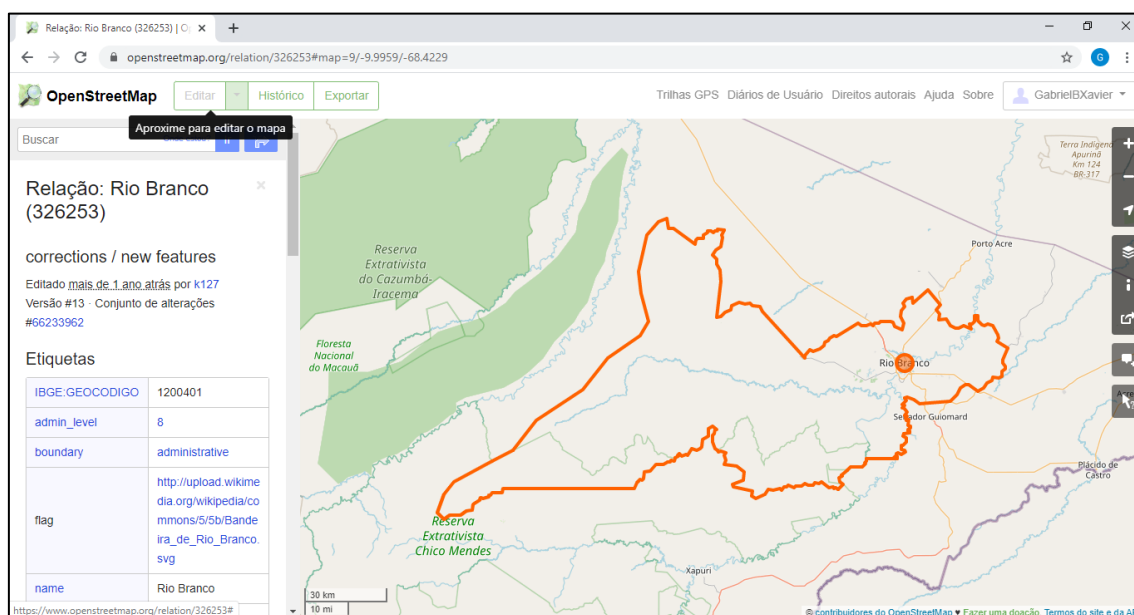 Relação: Rio Branco (326253) | O
openstreetmap.org/relation/326253#map=9/-9.9959/-68.4229
G
OpenStreetMap
Editar
Histórico
Exportar
Trilhas GPS
Diários de Usuário
Direitos autorais
Ajuda
Sobre
GabrielBXavier
Aproxime para editar o mapa
Buscar
Relação: Rio Branco
(326253)
corrections / new features
Editado mais de 1 ano atrás por k127
Versão #13 · Conjunto de alterações
#66233962
Etiquetas
IBGE:GEOCODIGO 1200401
admin_level 8
boundary administrative
flag
http://upload.wikime
dia.org/wikipedia/co
mmons/5/5b/Bande
ira_de_Rio_Branco.
svg
name Rio Branco
https://www.openstreetmap.org/relation/326253#
Terra Indígena
Apurinã
Km 124
BR-317
Porto Acre
Reserva
Extrativista
do Cazumbá-
Iracema
Floresta
Nacional
do Macauã
Rio Branco
Senador Guiomard
Plácido de
Castro
Reserva
Extrativista
Chico Mendes
Xapuri
30 km
10 mi
© contribuidores do OpenStreetMap ♥ Fazer uma doação. Termos do site e da